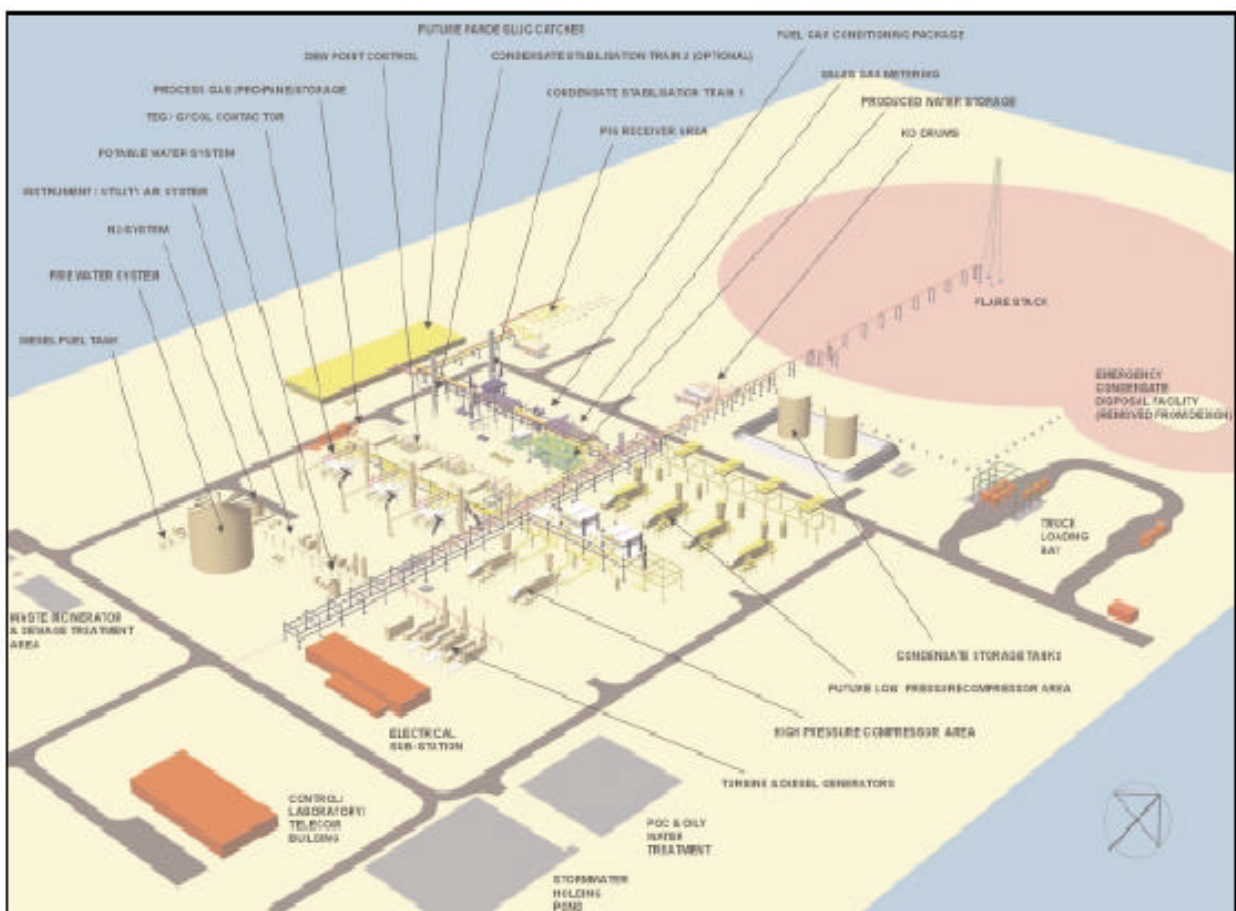 FUTURE PANDE SLUG CATCHER
FUEL GAS CONDITIONING PACKAGE
DEW POINT CONTROL
CONDENSATE STABILISATION TRAIN 2 (OPTIONAL)
SALES GAS METERING
PROCESS GAS (PROPANE) STORAGE
CONDENSATE STABILISATION TRAIN 1
PRODUCED WATER STORAGE
TEG / GYCOL CONTACTOR
PIG RECEIVER AREA
KO DRUMS
POTABLE WATER SYSTEM
INSTRUMENT / UTILITY AIR SYSTEM
N2 SYSTEM
FIRE WATER SYSTEM
FLARE STACK
DIESEL FUEL TANK
EMERGENCY
CONDENSATE
DISPOSAL FACILITY
(REMOVED FROM DESIGN)
TRUCK
LOADING
BAY
WASTE INCINERATOR
& SEWAGE TREATMENT
AREA
CONDENSATE STORAGE TANKS
FUTURE LOW PRESSURE COMPRESSOR AREA
HIGH PRESSURE COMPRESSOR AREA
ELECTRICAL
SUB-STATION
TURBINE & DIESEL GENERATORS
CONTROL /
LABORATORY /
TELECOM
BUILDING
POC & OILY
WATER
TREATMENT
STORMWATER
HOLDING
POND